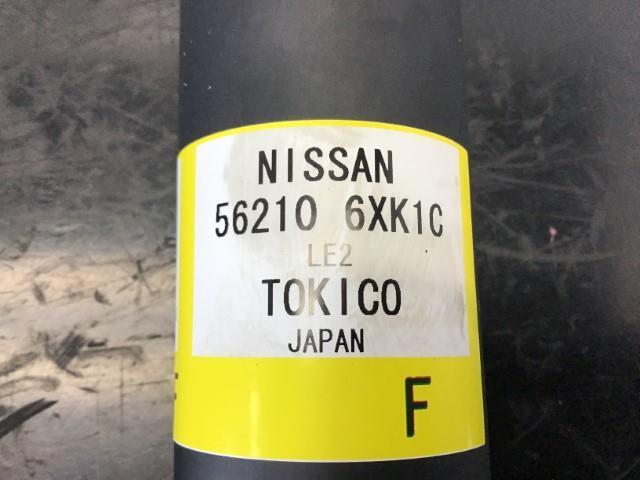 NISSAN
56210 6XK1C
LE2
TOKICO
JAPAN
F